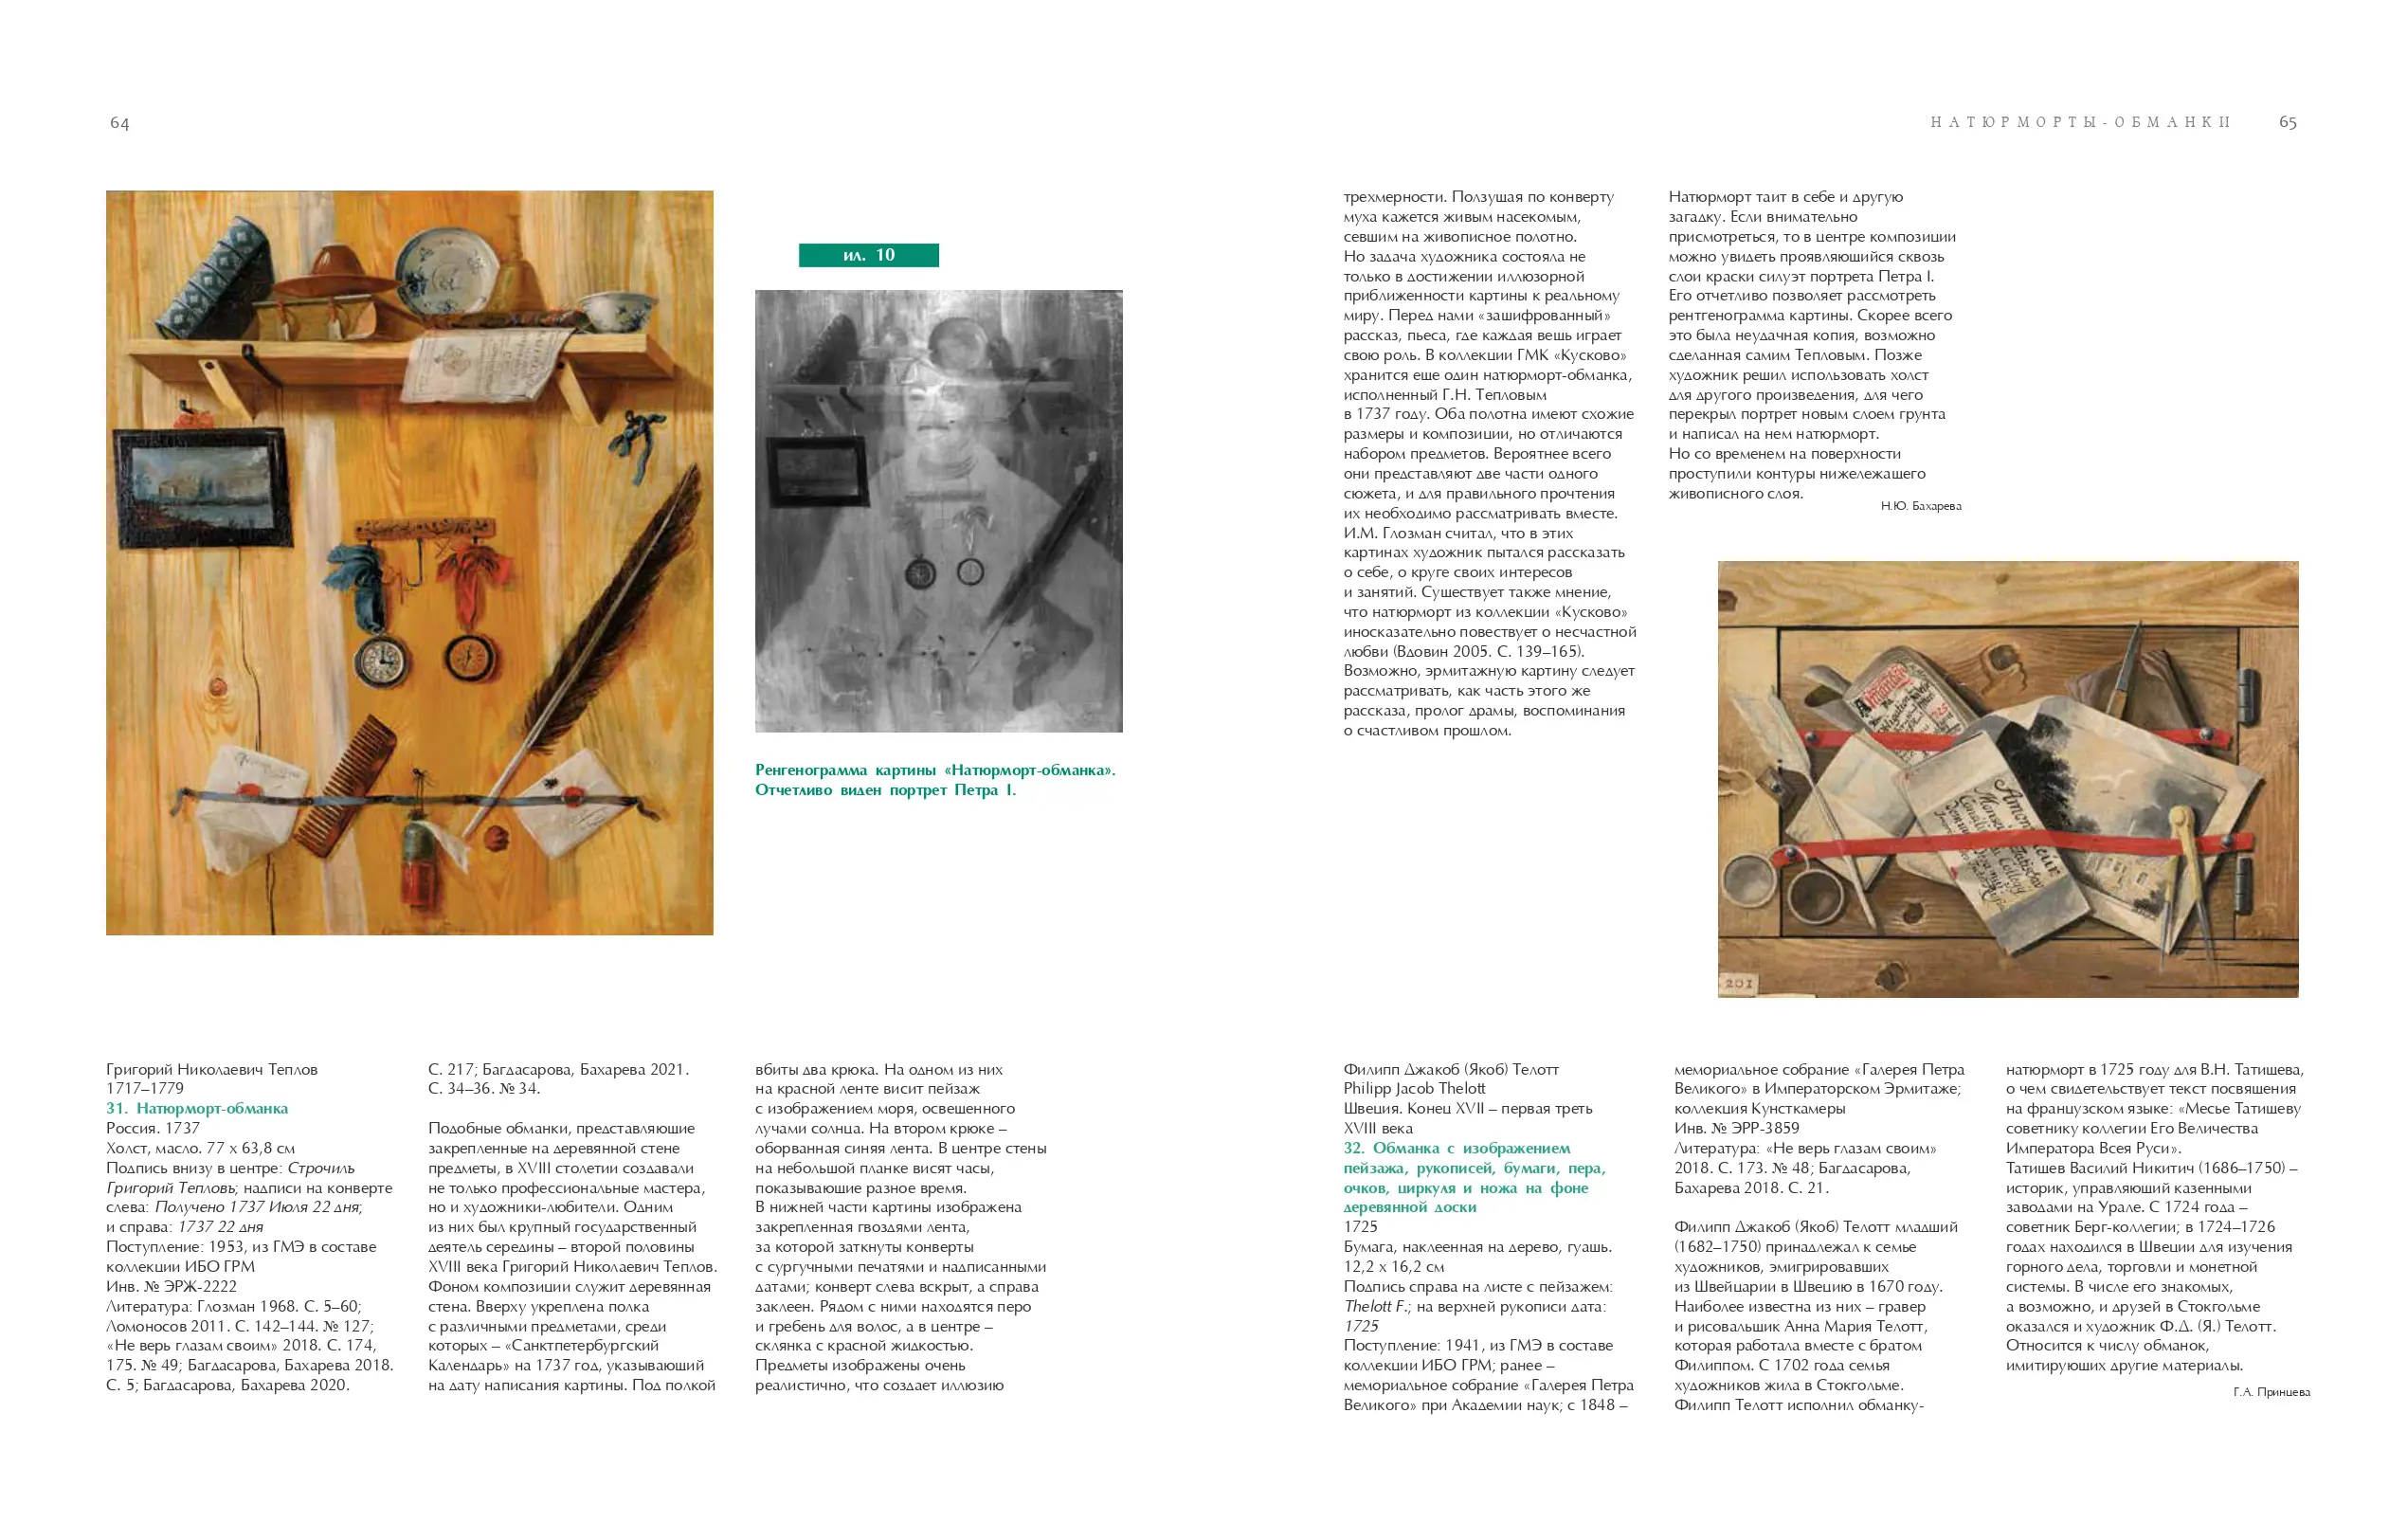 64
ил. 10
Ренгенограмма картины «Натюрморт-обманка».
Отчетливо виден портрет Петра I.
Григорий Николаевич Теплов
1717–1779
31. Натюрморт-обманка
Россия. 1737
Холст, масло. 77 х 63,8 см
Подпись внизу в центре: Строчиль
Григорий Тепловь; надписи на конверте
слева: Получено 1737 Июля 22 дня;
и справа: 1737 22 дня
Поступление: 1953, из ГМЭ в составе
коллекции ИБО ГРМ
Инв. № ЭРЖ-2222
Литература: Глозман 1968. С. 5–60;
Ломоносов 2011. С. 142–144. № 127;
«Не верь глазам своим» 2018. С. 174,
175. № 49; Багдасарова, Бахарева 2018.
С. 5; Багдасарова, Бахарева 2020.
С. 217; Багдасарова, Бахарева 2021.
С. 34–36. № 34.
Подобные обманки, представляющие
закрепленные на деревянной стене
предметы, в XVIII столетии создавали
не только профессиональные мастера,
но и художники-любители. Одним
из них был крупный государственный
деятель середины – второй половины
XVIII века Григорий Николаевич Теплов.
Фоном композиции служит деревянная
стена. Вверху укреплена полка
с различными предметами, среди
которых – «Санктпетербургский
Календарь» на 1737 год, указывающий
на дату написания картины. Под полкой
вбиты два крюка. На одном из них
на красной ленте висит пейзаж
с изображением моря, освещенного
лучами солнца. На втором крюке –
оборванная синяя лента. В центре стены
на небольшой планке висят часы,
показывающие разное время.
В нижней части картины изображена
закрепленная гвоздями лента,
за которой заткнуты конверты
с сургучными печатями и надписанными
датами; конверт слева вскрыт, а справа
заклеен. Рядом с ними находятся перо
и гребень для волос, а в центре –
склянка с красной жидкостью.
Предметы изображены очень
реалистично, что создает иллюзию
НАТЮРМОРТЫ-ОБМАНКИ 65
трехмерности. Ползущая по конверту
муха кажется живым насекомым,
севшим на живописное полотно.
Но задача художника состояла не
только в достижении иллюзорной
приближенности картины к реальному
миру. Перед нами «зашифрованный»
рассказ, пьеса, где каждая вещь играет
свою роль. В коллекции ГМК «Кусково»
хранится еще один натюрморт-обманка,
исполненный Г.Н. Тепловым
в 1737 году. Оба полотна имеют схожие
размеры и композиции, но отличаются
набором предметов. Вероятнее всего
они представляют две части одного
сюжета, и для правильного прочтения
их необходимо рассматривать вместе.
И.М. Глозман считал, что в этих
картинах художник пытался рассказать
о себе, о круге своих интересов
и занятий. Существует также мнение,
что натюрморт из коллекции «Кусково»
иносказательно повествует о несчастной
любви (Вдовин 2005. С. 139–165).
Возможно, эрмитажную картину следует
рассматривать, как часть этого же
рассказа, пролог драмы, воспоминания
о счастливом прошлом.
Натюрморт таит в себе и другую
загадку. Если внимательно
присмотреться, то в центре композиции
можно увидеть проявляющийся сквозь
слои краски силуэт портрета Петра I.
Его отчетливо позволяет рассмотреть
рентгенограмма картины. Скорее всего
это была неудачная копия, возможно
сделанная самим Тепловым. Позже
художник решил использовать холст
для другого произведения, для чего
перекрыл портрет новым слоем грунта
и написал на нем натюрморт.
Но со временем на поверхности
проступили контуры нижележащего
живописного слоя.
Н.Ю. Бахарева
201
Филипп Джакоб (Якоб) Телотт
Philipp Jacob Thelott
Швеция. Конец XVII – первая треть
XVIII века
32. Обманка с изображением
пейзажа, рукописей, бумаги, пера,
очков, циркуля и ножа на фоне
деревянной доски
1725
Бумага, наклеенная на дерево, гуашь.
12,2 х 16,2 см
Подпись справа на листе с пейзажем:
Thelott F.; на верхней рукописи дата:
1725
Поступление: 1941, из ГМЭ в составе
коллекции ИБО ГРМ; ранее –
мемориальное собрание «Галерея Петра
Великого» при Академии наук; с 1848 –
мемориальное собрание «Галерея Петра
Великого» в Императорском Эрмитаже;
коллекция Кунсткамеры
Инв. № ЭРР-3859
Литература: «Не верь глазам своим»
2018. С. 173. № 48; Багдасарова,
Бахарева 2018. С. 21.
Филипп Джакоб (Якоб) Телотт младший
(1682–1750) принадлежал к семье
художников, эмигрировавших
из Швейцарии в Швецию в 1670 году.
Наиболее известна из них – гравер
и рисовальщик Анна Мария Телотт,
которая работала вместе с братом
Филиппом. С 1702 года семья
художников жила в Стокгольме.
Филипп Телотт исполнил обманку-
натюрморт в 1725 году для В.Н. Татищева,
о чем свидетельствует текст посвящения
на французском языке: «Месье Татищеву
советнику коллегии Его Величества
Императора Всея Руси».
Татищев Василий Никитич (1686–1750) –
историк, управляющий казенными
заводами на Урале. С 1724 года –
советник Берг-коллегии; в 1724–1726
годах находился в Швеции для изучения
горного дела, торговли и монетной
системы. В числе его знакомых,
а возможно, и друзей в Стокгольме
оказался и художник Ф.Д. (Я.) Телотт.
Относится к числу обманок,
имитирующих другие материалы.
Г.А. Принцева